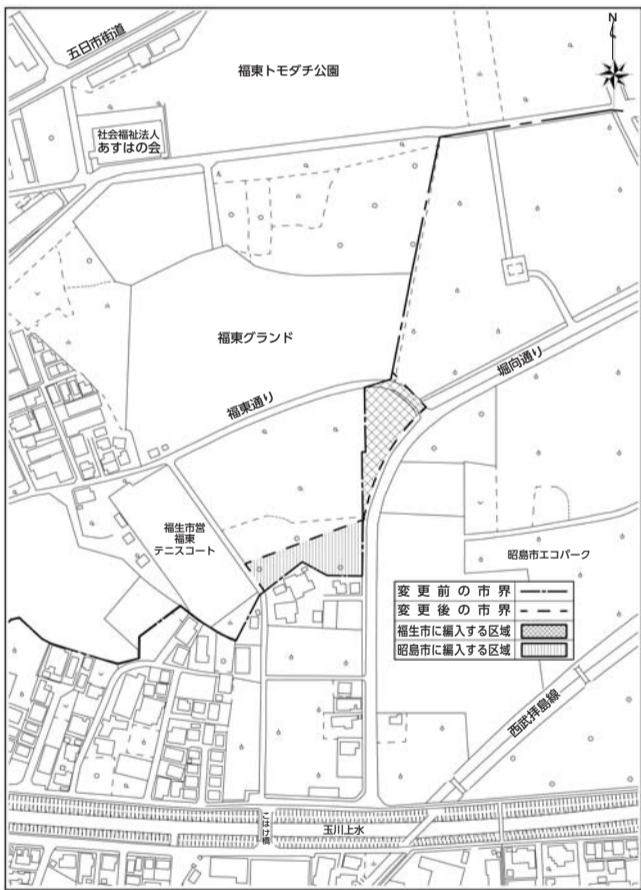 N
五日市街道
福東トモダチ公園
社会福祉法人
あすはの会
福東グランド
堀向通り
福東通り
福生市営
福東
テニスコート
昭島市エコパーク
変更前の市界
変更後の市界
福生市に編入する区域
昭島市に編入する区域
西武拝島線
こはけ橋
玉川上水